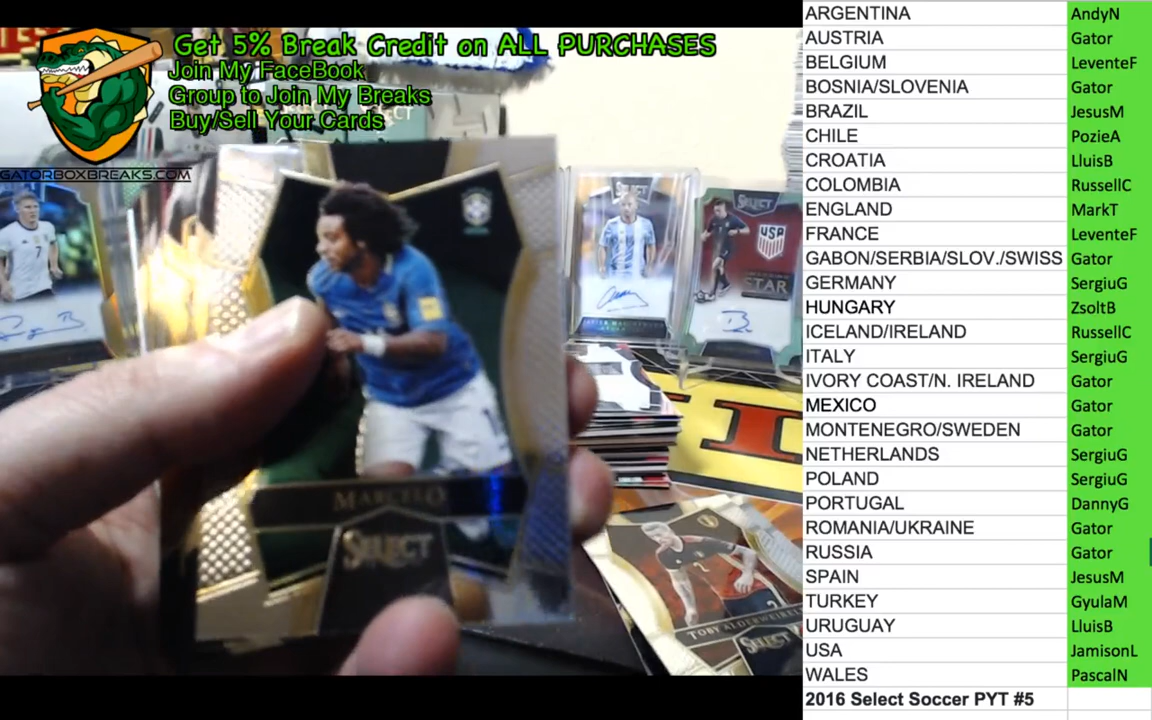 Get 5% Break Credit on ALL PURCHASES
Join My FaceBook
Group to Join My Breaks
Buy/Sell Your Cards
GATORBOXBREAKS.COM
SELECT
USA
STAR
MARCELO
SELECT
TOBY ALDERWEIRELD
SELECT
ARGENTINA AndyN
AUSTRIA Gator
BELGIUM LeventeF
BOSNIA/SLOVENIA Gator
BRAZIL JesusM
CHILE PozieA
CROATIA LluisB
COLOMBIA RussellC
ENGLAND MarkT
FRANCE LeventeF
GABON/SERBIA/SLOV./SWISS Gator
GERMANY SergiuG
HUNGARY ZsoltB
ICELAND/IRELAND RussellC
ITALY SergiuG
IVORY COAST/N. IRELAND Gator
MEXICO Gator
MONTENEGRO/SWEDEN Gator
NETHERLANDS SergiuG
POLAND SergiuG
PORTUGAL DannyG
ROMANIA/UKRAINE Gator
RUSSIA Gator
SPAIN JesusM
TURKEY GyulaM
URUGUAY LluisB
USA JamisonL
WALES PascalN
2016 Select Soccer PYT #5